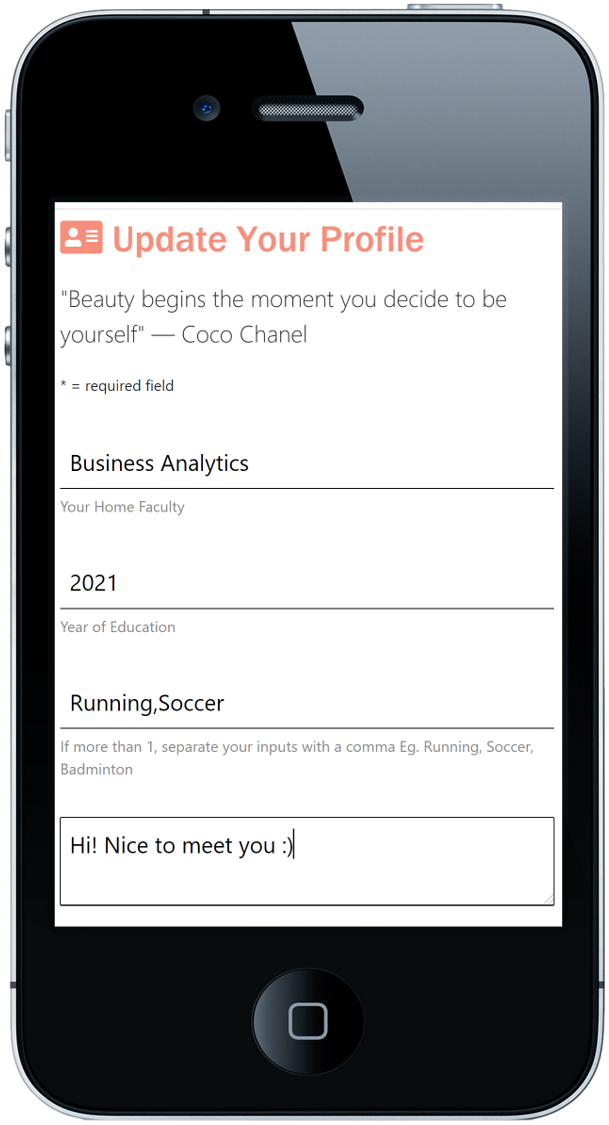 Update Your Profile
"Beauty begins the moment you decide to be
yourself" — Coco Chanel
* = required field
Business Analytics
Your Home Faculty
2021
Year of Education
Running,Soccer
If more than 1, separate your inputs with a comma Eg. Running, Soccer,
Badminton
Hi! Nice to meet you :)